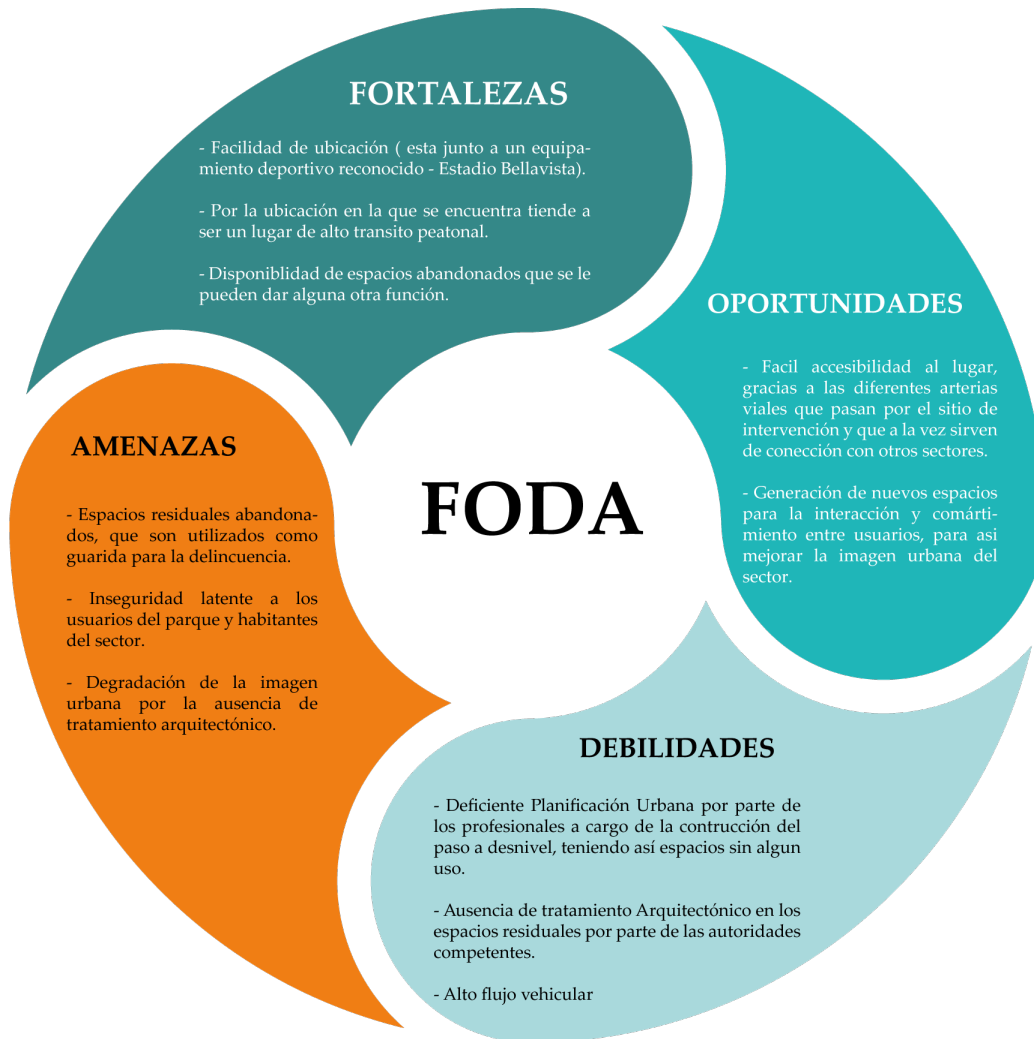 FORTALEZAS
- Facilidad de ubicación ( esta junto a un equipa-
miento deportivo reconocido - Estadio Bellavista).
- Por la ubicación en la que se encuentra tiende a
ser un lugar de alto transito peatonal.
- Disponiblidad de espacios abandonados que se le
pueden dar alguna otra función.
OPORTUNIDADES
- Facil accesibilidad al lugar,
gracias a las diferentes arterias
viales que pasan por el sitio de
intervención y que a la vez sirven
de conección con otros sectores.
- Generación de nuevos espacios
para la interacción y comárti-
miento entre usuarios, para asi
mejorar la imagen urbana del
sector.
AMENAZAS
- Espacios residuales abandona-
dos, que son utilizados como
guarida para la delincuencia.
- Inseguridad latente a los
usuarios del parque y habitantes
del sector.
- Degradación de la imagen
urbana por la ausencia de
tratamiento arquitectónico.
FODA
DEBILIDADES
- Deficiente Planificación Urbana por parte de
los profesionales a cargo de la contrucción del
paso a desnivel, teniendo así espacios sin algun
uso.
- Ausencia de tratamiento Arquitectónico en los
espacios residuales por parte de las autoridades
competentes.
- Alto flujo vehicular